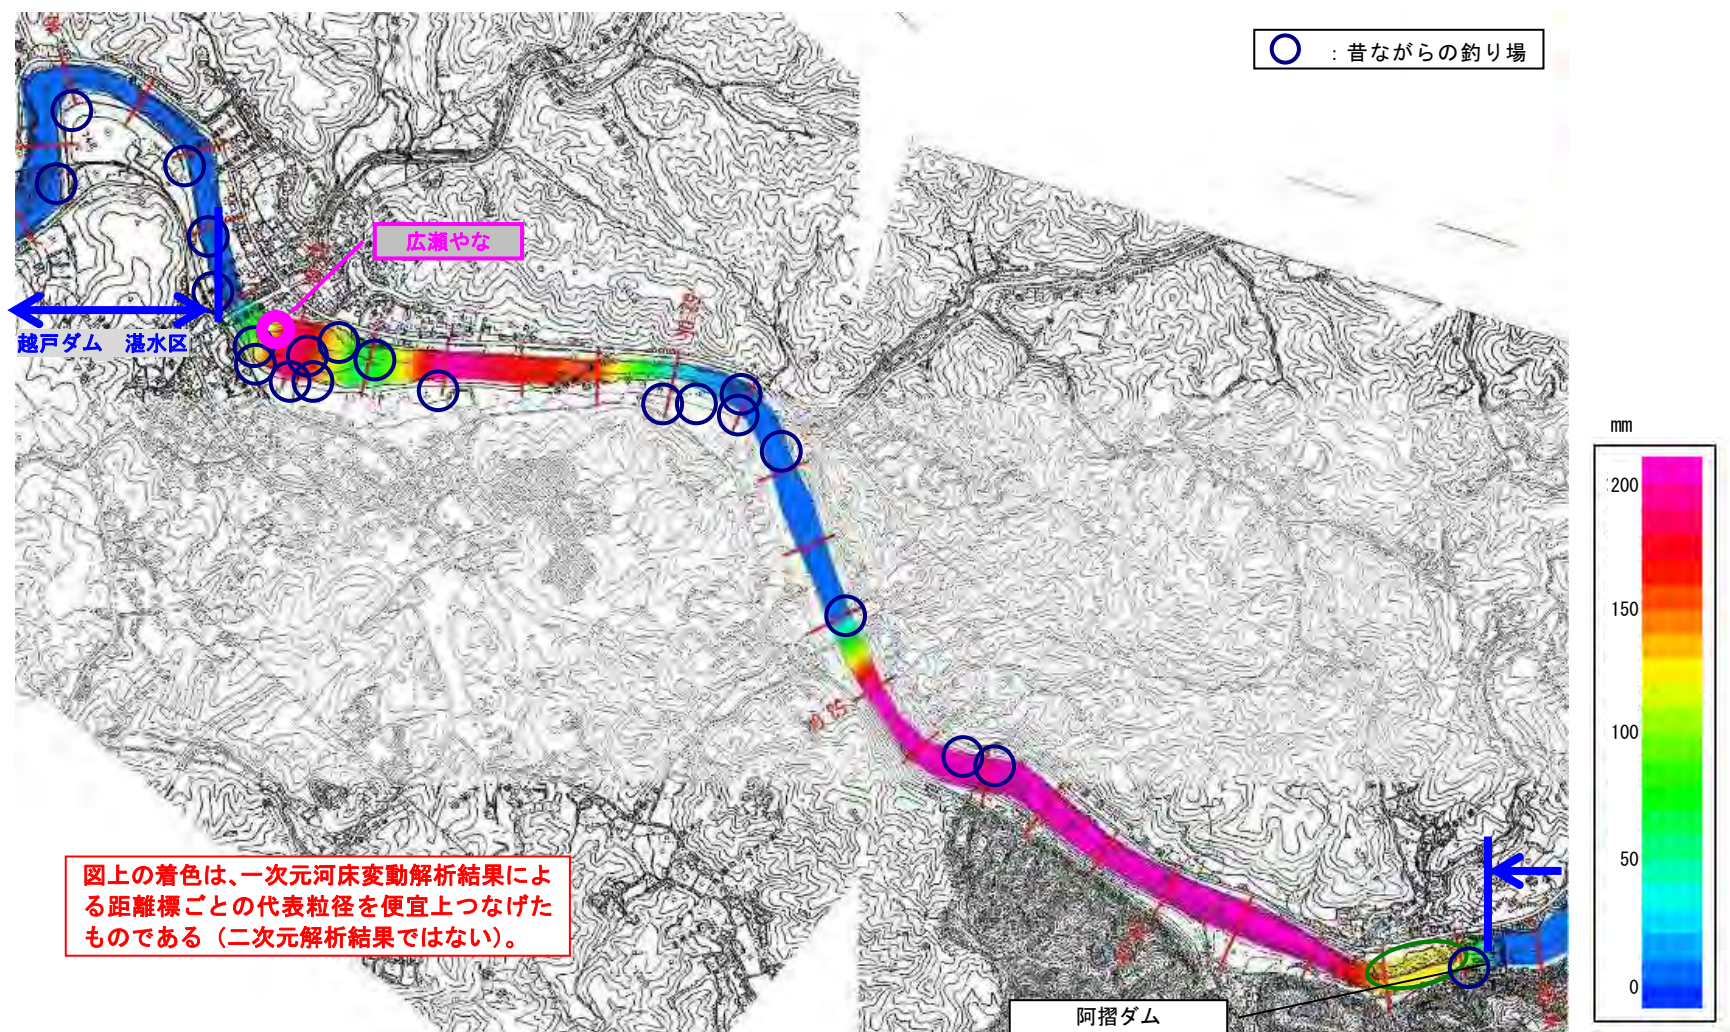 ：昔ながらの釣り場
広瀬やな
越戸ダム　湛水区
mm
200
150
100
50
0
図上の着色は、一次元河床変動解析結果によ
る距離標ごとの代表粒径を便宜上つなげた
ものである（二次元解析結果ではない）。
阿摺ダム